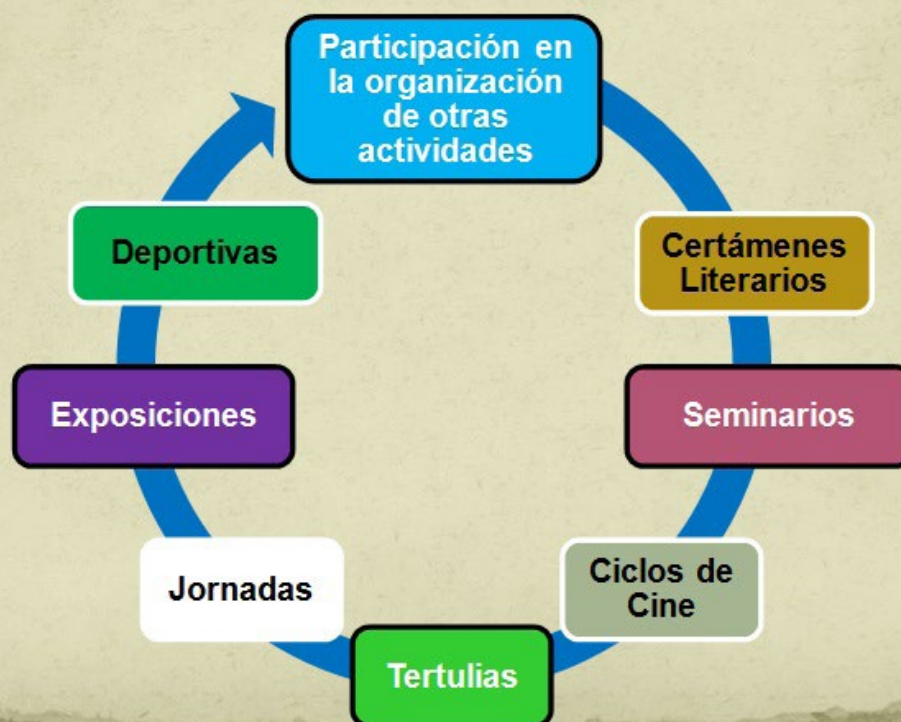 Participación en
la organización
de otras
actividades
Certámenes
Literarios
Seminarios
Ciclos de
Cine
Tertulias
Jornadas
Exposiciones
Deportivas